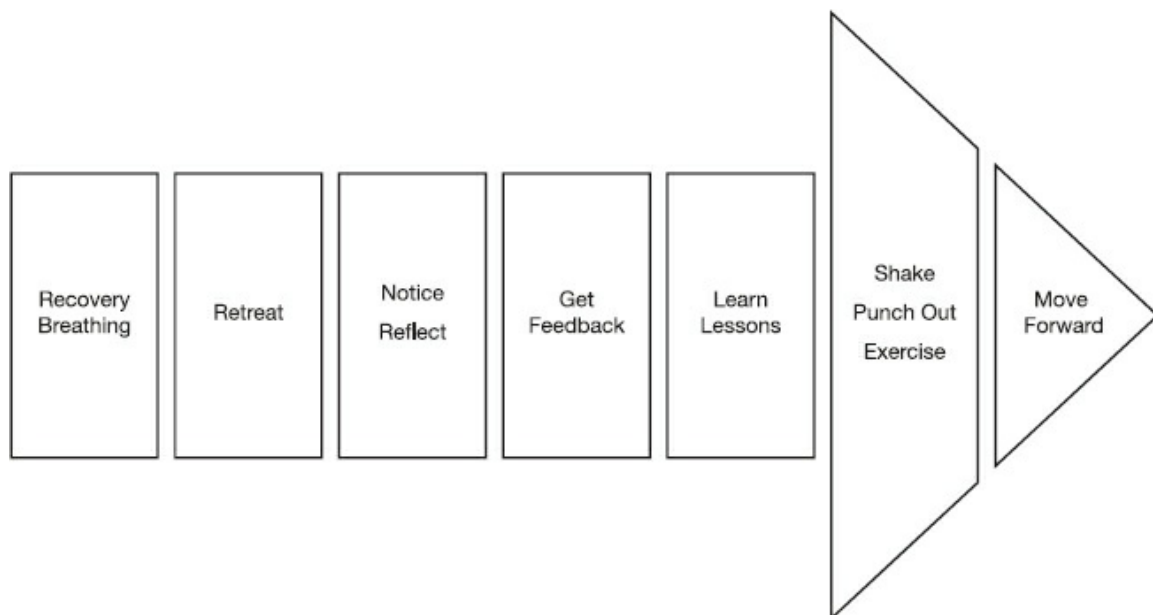 Recovery
Breathing
Retreat
Notice
Reflect
Get
Feedback
Learn
Lessons
Shake
Punch Out
Exercise
Move
Forward